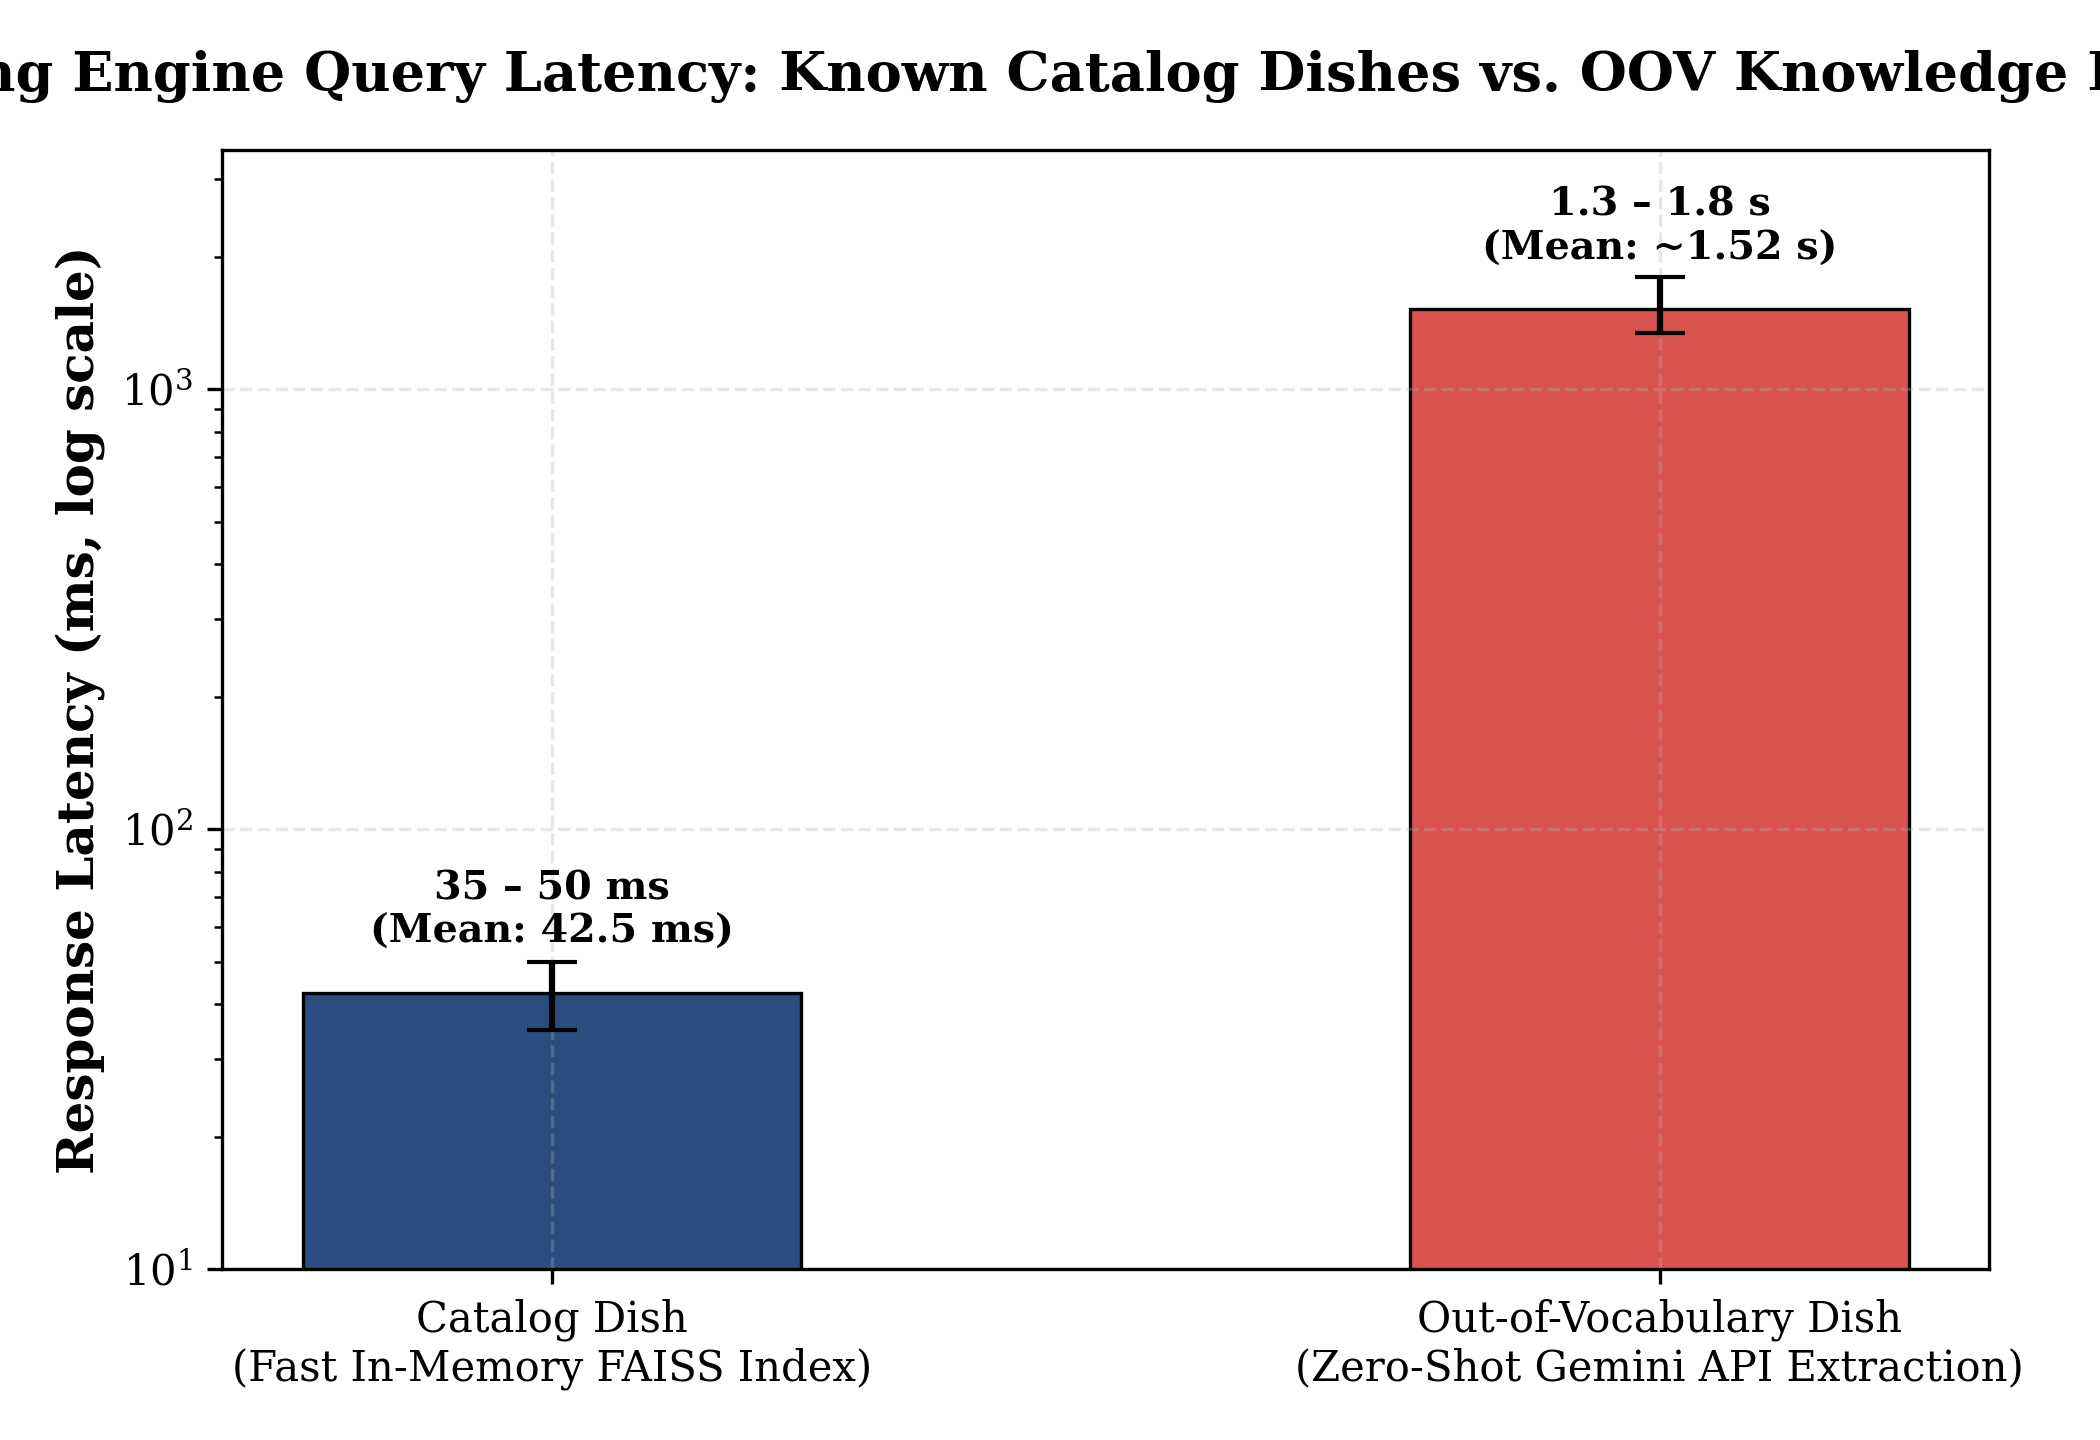 ng Engine Query Latency: Known Catalog Dishes vs. OOV Knowledge
Response Latency (ms, log scale)
10³
10²
10¹
1.3 – 1.8 s
(Mean: ~1.52 s)
35 – 50 ms
(Mean: 42.5 ms)
Catalog Dish
(Fast In-Memory FAISS Index)
Out-of-Vocabulary Dish
(Zero-Shot Gemini API Extraction)